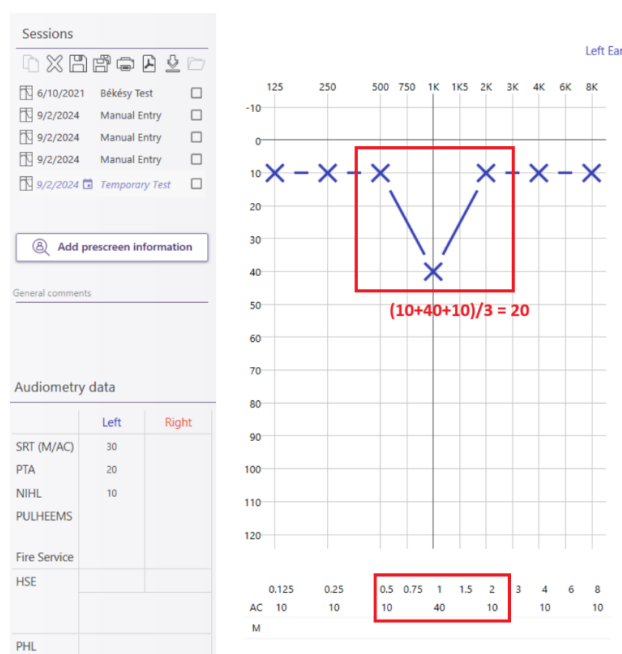 Sessions
6/10/2021 Békésy Test
9/2/2024 Manual Entry
9/2/2024 Manual Entry
9/2/2024 Manual Entry
9/2/2024 Temporary Test
Add prescreen information
General comments
Audiometry data
Left Right
SRT (M/AC) 30
PTA 20
NIHL 10
PULHEEMS
Fire Service
HSE
PHL
Left Ear
125 250 500 750 1K 1K5 2K 3K 4K 6K 8K
-10
0
10
20
30
40
50
60
70
80
90
100
110
120
(10+40+10)/3 = 20
0.125 0.25 0.5 0.75 1 1.5 2 3 4 6 8
AC 10 10 10 40 10 10 10
M